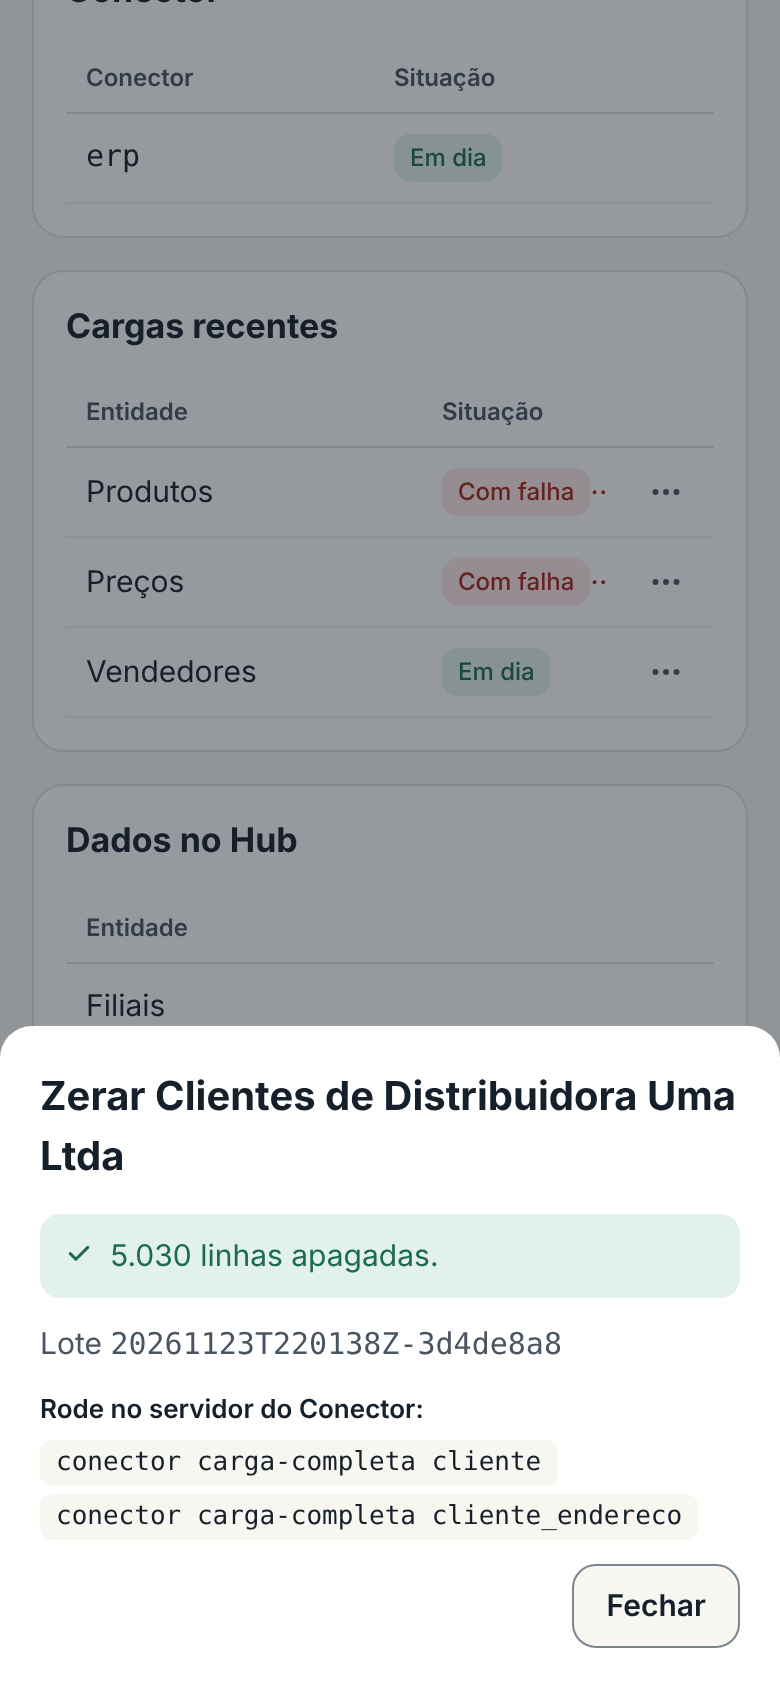 Conector Situação
erp Em dia
Cargas recentes
Entidade Situação
Produtos Com falha ·· •••
Preços Com falha ·· •••
Vendedores Em dia •••
Dados no Hub
Entidade
Filiais
Zerar Clientes de Distribuidora Uma
Ltda
5.030 linhas apagadas.
Lote 20261123T220138Z-3d4de8a8
Rode no servidor do Conector:
conector carga-completa cliente
conector carga-completa cliente_endereco
Fechar